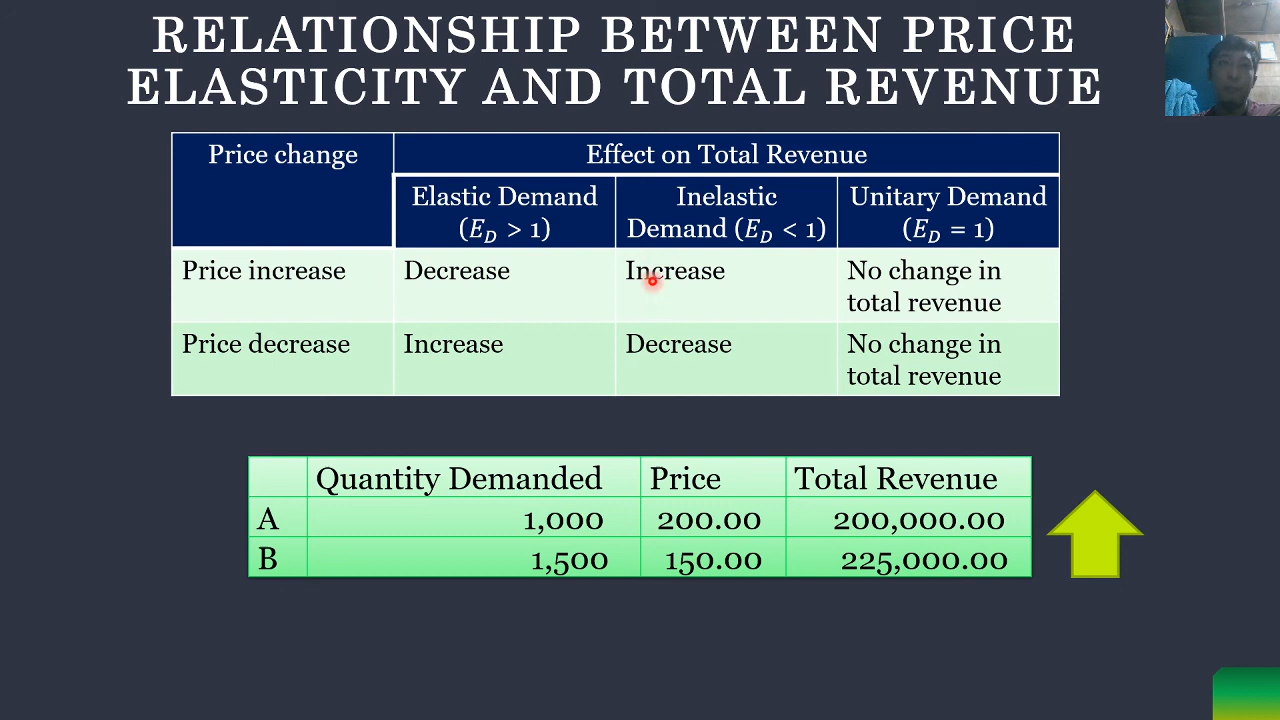 RELATIONSHIP BETWEEN PRICE
ELASTICITY AND TOTAL REVENUE
Price change
Effect on Total Revenue
Elastic Demand
(E_D > 1)
Inelastic
Demand (E_D < 1)
Unitary Demand
(E_D = 1)
Price increase
Decrease
Increase
No change in
total revenue
Price decrease
Increase
Decrease
No change in
total revenue
Quantity Demanded
Price
Total Revenue
A
1,000
200.00
200,000.00
B
1,500
150.00
225,000.00